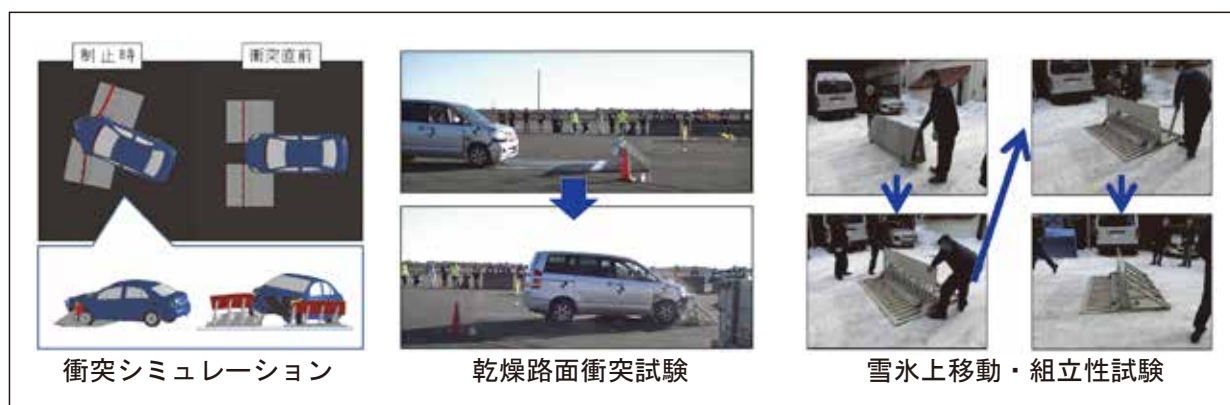 制止時
衝突直前
衝突シミュレーション
乾燥路面衝突試験
雪氷上移動・組立性試験